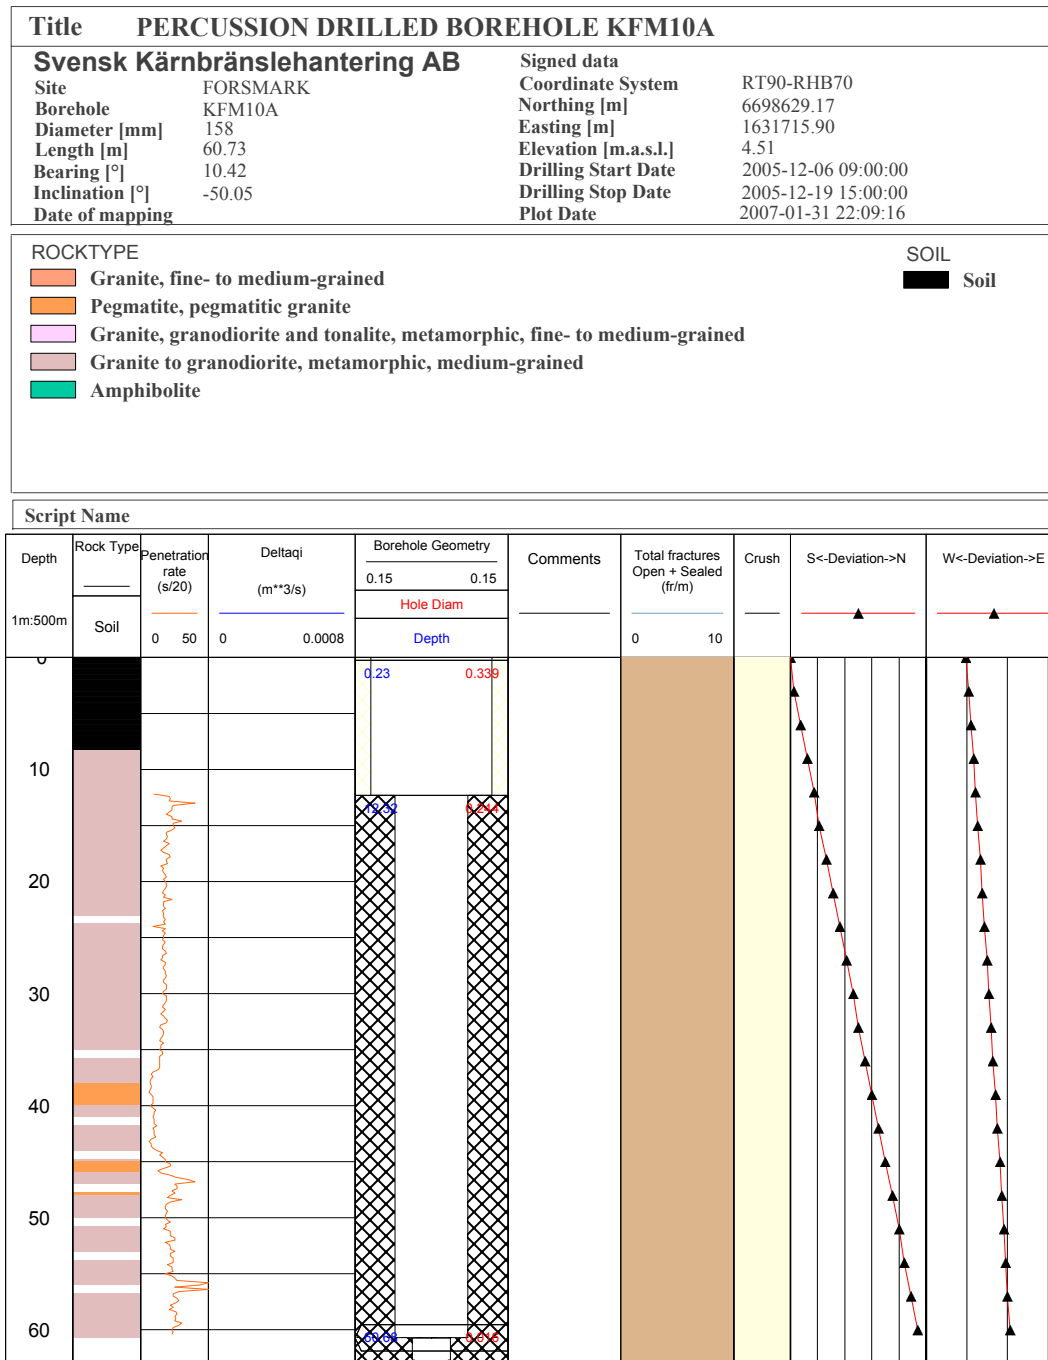 Title PERCUSSION DRILLED BOREHOLE KFM10A
Svensk Kärnbränslehantering AB
Site FORSMARK
Borehole KFM10A
Diameter [mm] 158
Length [m] 60.73
Bearing [°] 10.42
Inclination [°] -50.05
Date of mapping
Signed data
Coordinate System RT90-RHB70
Northing [m] 6698629.17
Easting [m] 1631715.90
Elevation [m.a.s.l.] 4.51
Drilling Start Date 2005-12-06 09:00:00
Drilling Stop Date 2005-12-19 15:00:00
Plot Date 2007-01-31 22:09:16
ROCKTYPE
Granite, fine- to medium-grained
Pegmatite, pegmatitic granite
Granite, granodiorite and tonalite, metamorphic, fine- to medium-grained
Granite to granodiorite, metamorphic, medium-grained
Amphibolite
SOIL
Soil
Script Name
Depth
1m:500m
Rock Type
Soil
Penetration
rate
(s/20)
0 50
Deltaqi
(m**3/s)
0 0.0008
Borehole Geometry
0.15 0.15
Hole Diam
Depth
Comments
Total fractures
Open + Sealed
(fr/m)
0 10
Crush
S<-Deviation->N
W<-Deviation->E
0
0.23 0.339
10
12.32 0.244
20
30
40
50
60